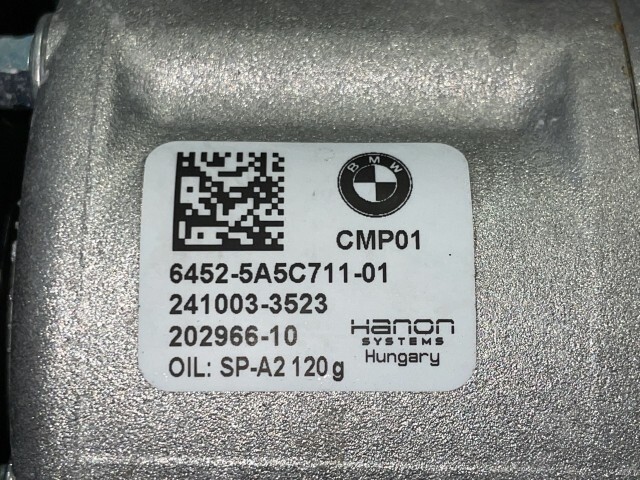 BMW
CMP01
6452-5A5C711-01
241003-3523
202966-10
Hanon
SYSTEMS
Hungary
OIL: SP-A2 120g